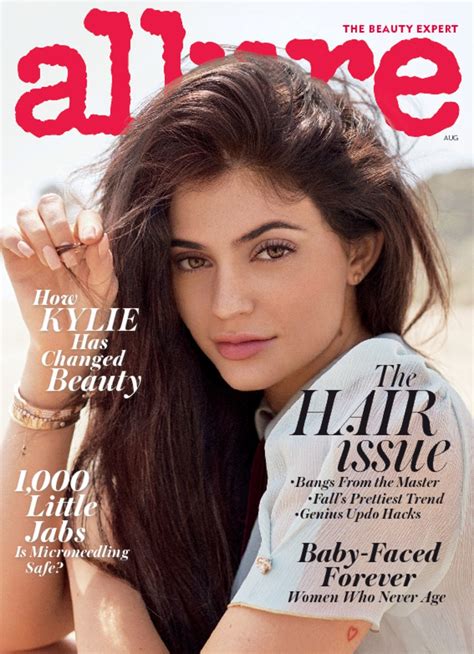 THE BEAUTY EXPERT
allure
AUG
How
KYLIE
Has
Changed
Beauty
1,000
Little
Jabs
Is Microneedling
Safe?
The
HAIR
issue
•Bangs From the Master
•Fall's Prettiest Trend
•Genius Updo Hacks
Baby-Faced
Forever
Women Who Never Age